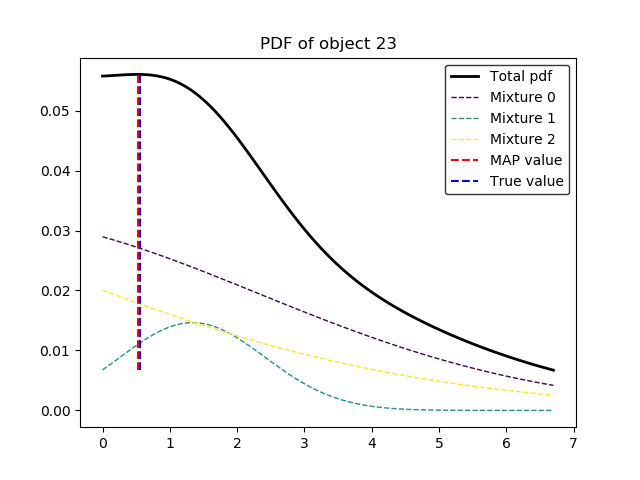 PDF of object 23
Total pdf
Mixture 0
Mixture 1
Mixture 2
MAP value
True value
0.05
0.04
0.03
0.02
0.01
0.00
0 1 2 3 4 5 6 7